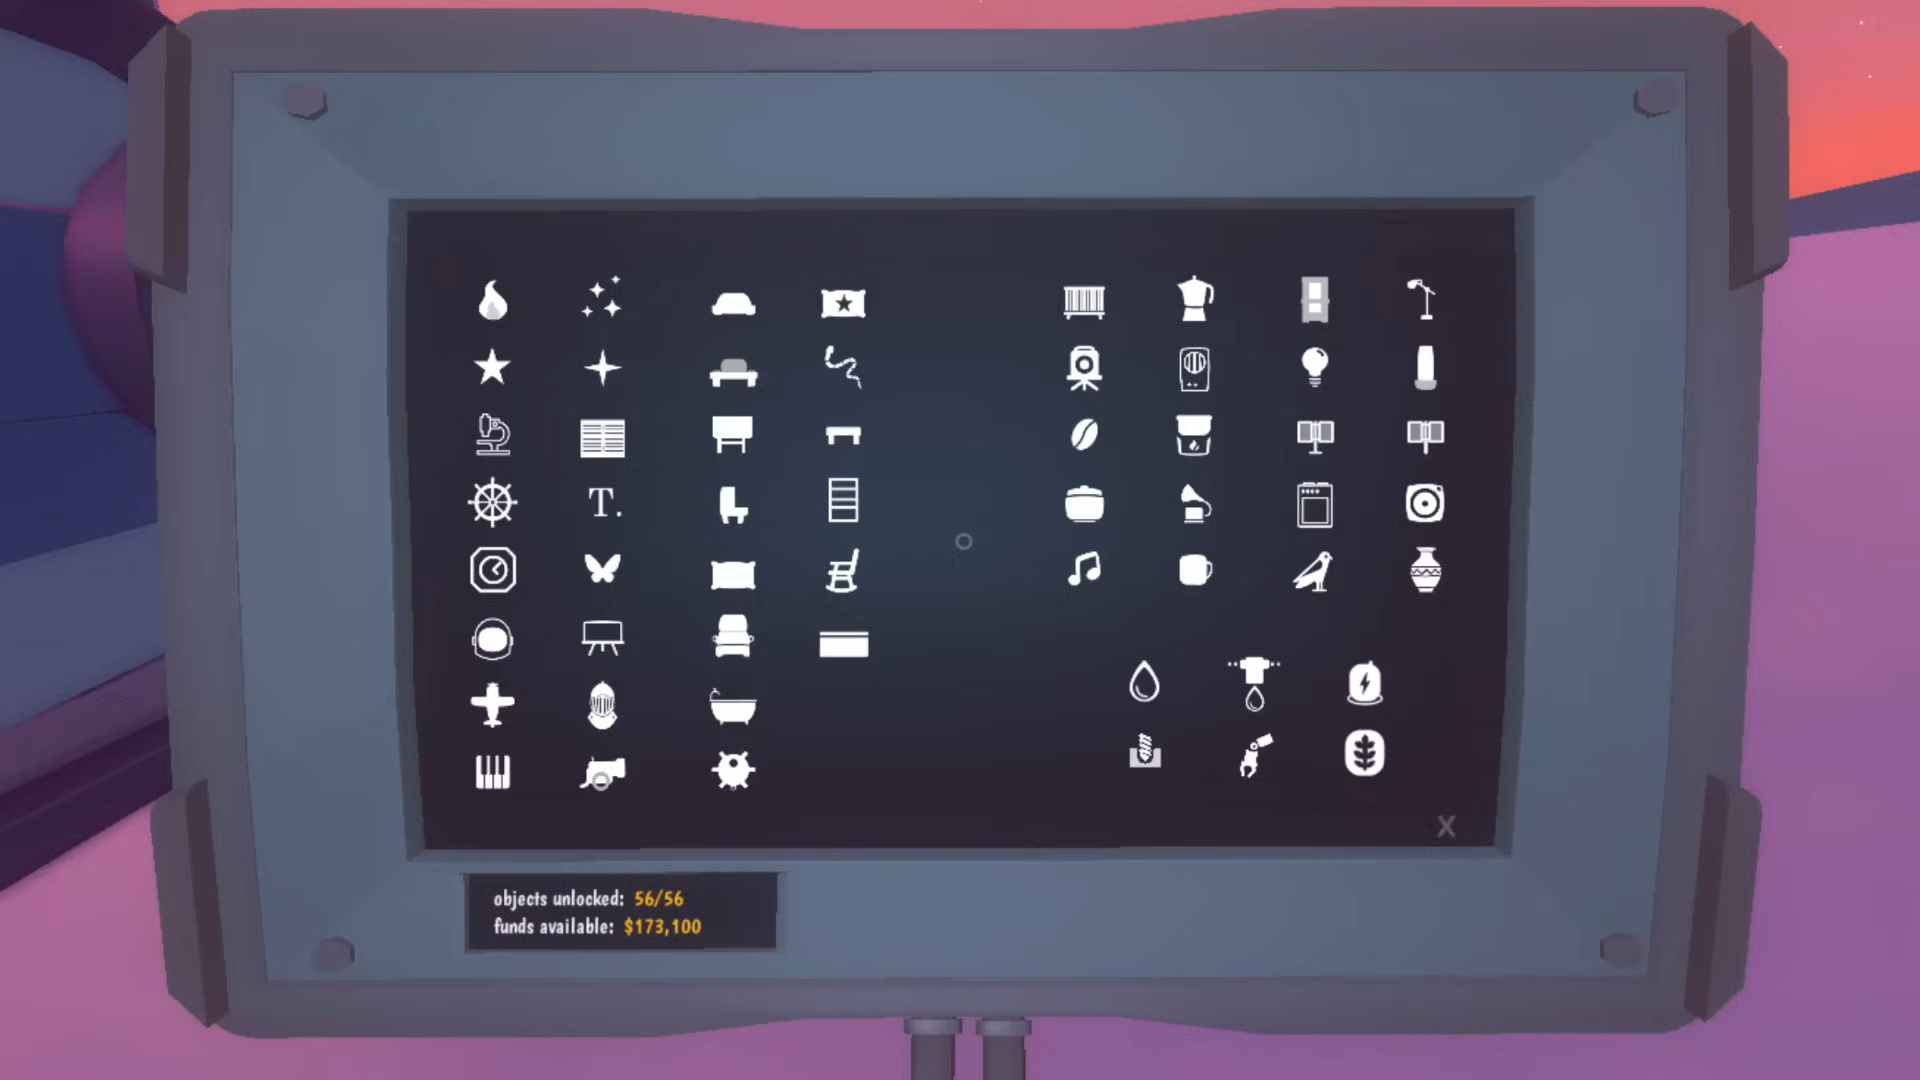 T.
X
objects unlocked: 56/56
funds available: $173,100